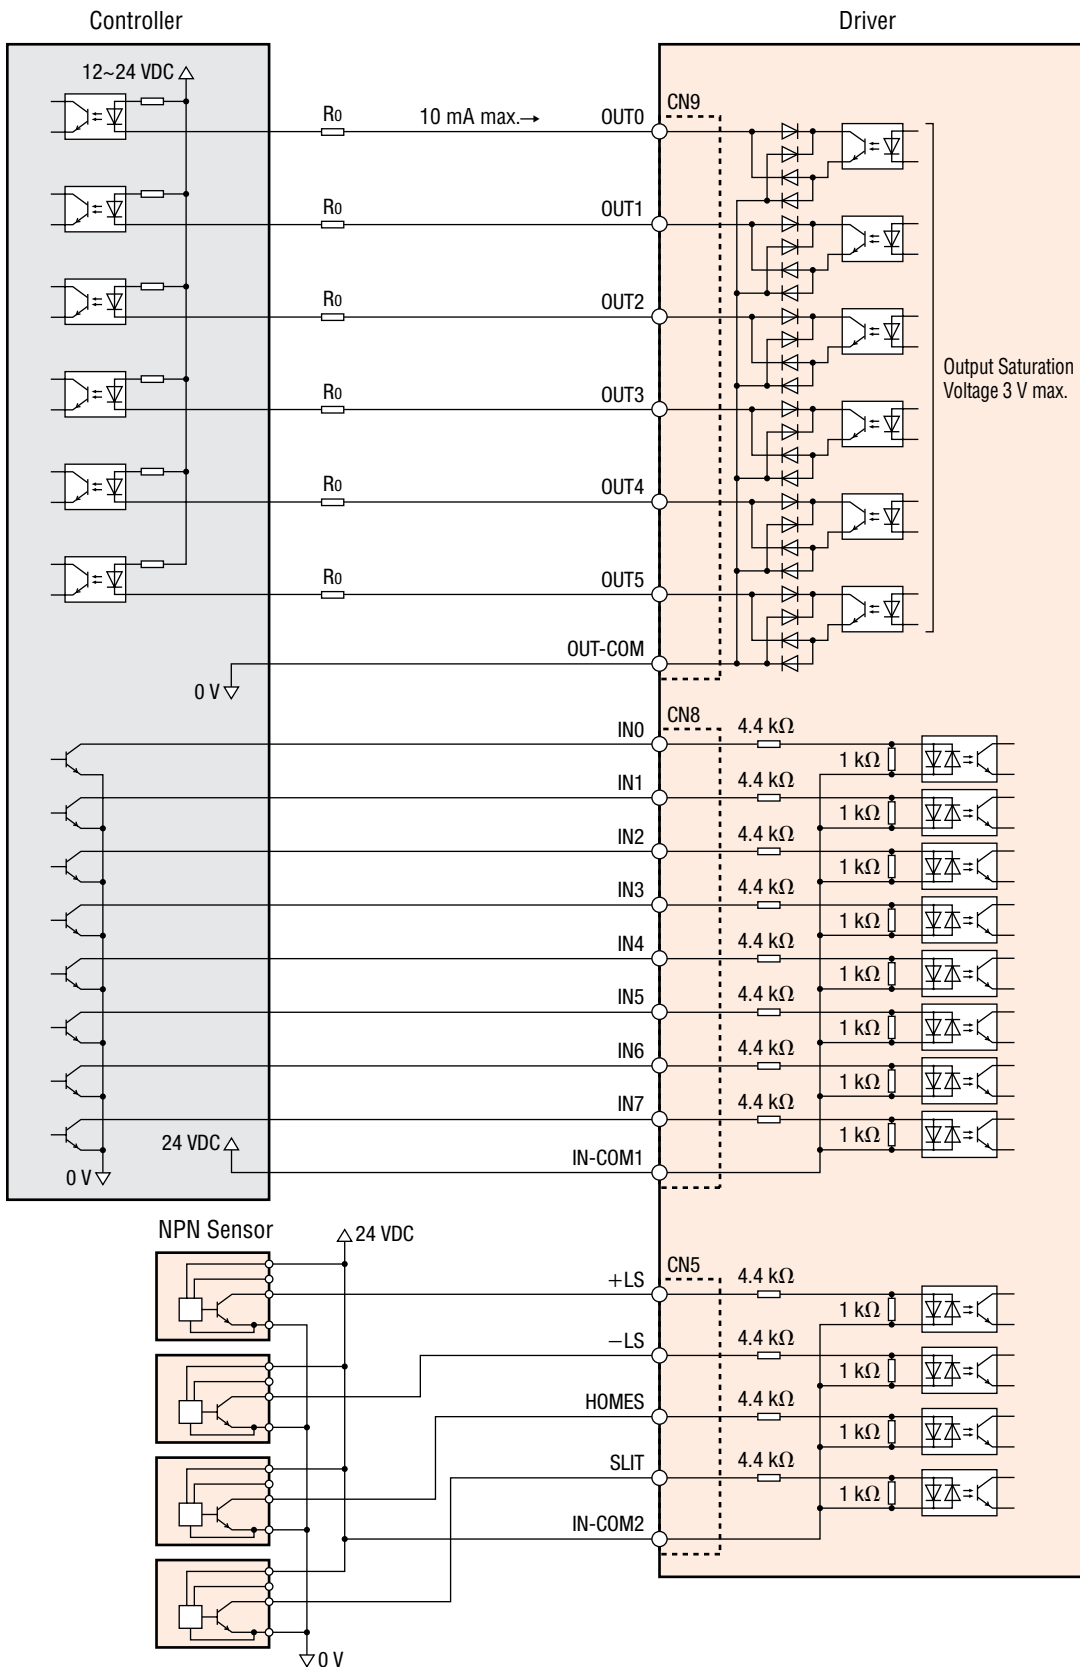 Controller
Driver
12~24 VDC
CN9
R0
10 mA max.→
OUT0
R0
OUT1
R0
OUT2
Output Saturation
Voltage 3 V max.
R0
OUT3
R0
OUT4
R0
OUT5
OUT-COM
0 V
CN8
IN0
4.4 kΩ
1 kΩ
IN1
4.4 kΩ
1 kΩ
IN2
4.4 kΩ
1 kΩ
IN3
4.4 kΩ
1 kΩ
IN4
4.4 kΩ
1 kΩ
IN5
4.4 kΩ
1 kΩ
IN6
4.4 kΩ
1 kΩ
IN7
4.4 kΩ
1 kΩ
24 VDC
IN-COM1
0 V
NPN Sensor
24 VDC
CN5
+LS
4.4 kΩ
1 kΩ
−LS
4.4 kΩ
1 kΩ
HOMES
4.4 kΩ
1 kΩ
SLIT
4.4 kΩ
1 kΩ
IN-COM2
0 V